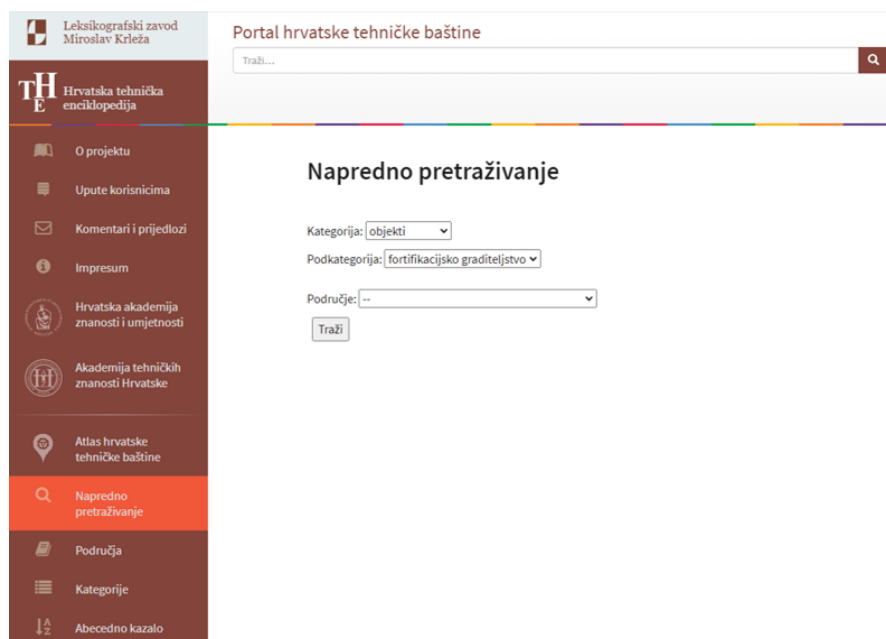 Leksikografski zavod
Miroslav Krleža
Portal hrvatske tehničke baštine
Traži...
THE
Hrvatska tehnička
enciklopedija
O projektu
Upute korisnicima
Komentari i prijedlozi
Impresum
Hrvatska akademija
znanosti i umjetnosti
Akademija tehničkih
znanosti Hrvatske
Atlas hrvatske
tehničke baštine
Napredno
pretraživanje
Područja
Kategorije
Abecedno kazalo
Napredno pretraživanje
Kategorija: objekti
Podkategorija: fortifikacijsko graditeljstvo
Područje: --
Traži